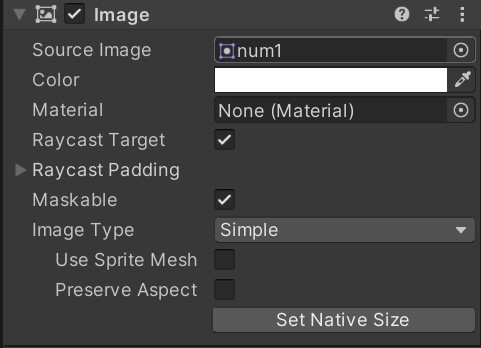 Image
Source Image num1
Color
Material None (Material)
Raycast Target
Raycast Padding
Maskable
Image Type Simple
Use Sprite Mesh
Preserve Aspect
Set Native Size